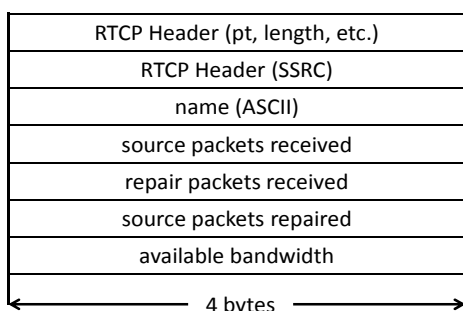 RTCP Header (pt, length, etc.)
RTCP Header (SSRC)
name (ASCII)
source packets received
repair packets received
source packets repaired
available bandwidth
4 bytes